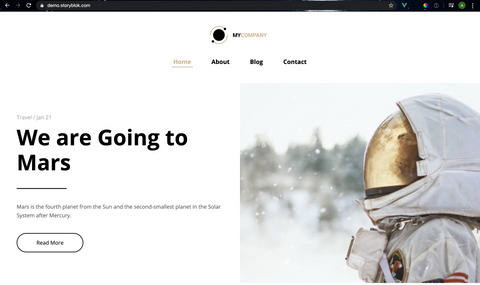 demo.storyblok.com
MYCOMPANY
Home About Blog Contact
Travel / Jan 21
We are Going to
Mars
Mars is the fourth planet from the Sun and the second-smallest planet in the Solar
System after Mercury.
Read More